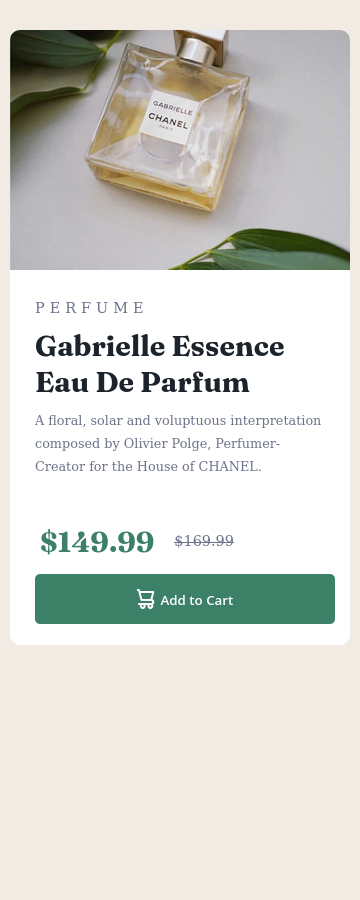 GABRIELLE
CHANEL
PARIS
PERFUME
Gabrielle Essence
Eau De Parfum
A floral, solar and voluptuous interpretation
composed by Olivier Polge, Perfumer-
Creator for the House of CHANEL.
$149.99 $169.99
Add to Cart